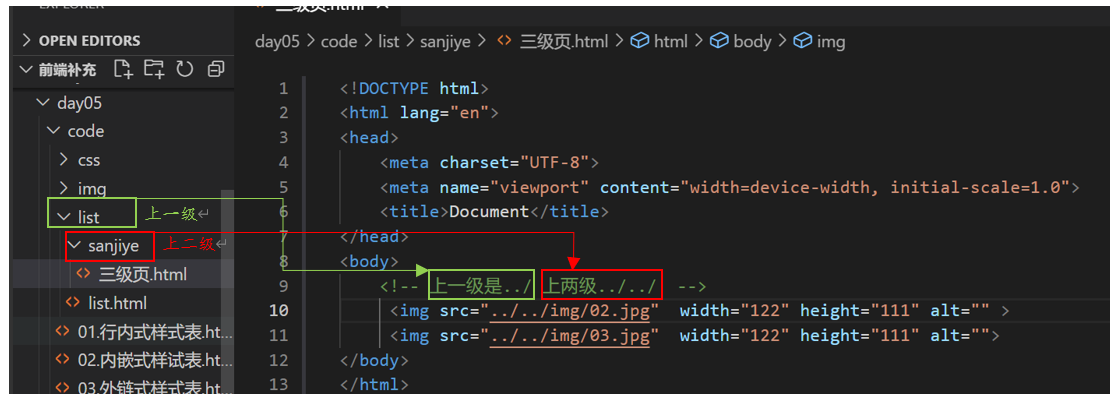 EXPLORER
三级页.html
OPEN EDITORS
day05 > code > list > sanjiye > 三级页.html > html > body > img
前端补充
day05
code
css
img
list 上一级
sanjiye 上二级
三级页.html
list.html
01.行内式样式表.ht...
02.内嵌式样试表.ht...
03.外链式样式表.ht...
1 <!DOCTYPE html>
2 <html lang="en">
3 <head>
4 <meta charset="UTF-8">
5 <meta name="viewport" content="width=device-width, initial-scale=1.0">
6 <title>Document</title>
7 </head>
8 <body>
9 <!-- 上一级是../ 上两级../../ -->
10 <img src="../../img/02.jpg" width="122" height="111" alt="" >
11 <img src="../../img/03.jpg" width="122" height="111" alt="">
12 </body>
13 </html>